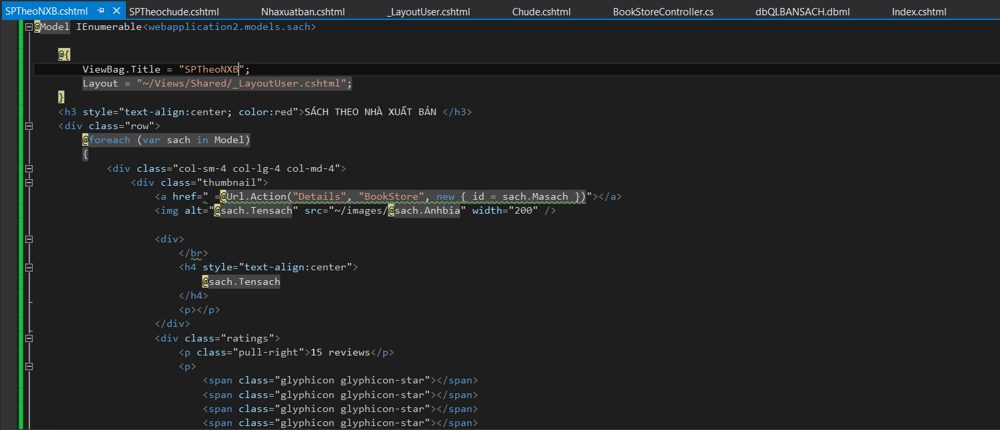 SPTheoNXB.cshtml SPTheochude.cshtml Nhaxuatban.cshtml _LayoutUser.cshtml Chude.cshtml BookStoreController.cs dbQLBANSACH.dbml Index.cshtml
@Model IEnumerable<webapplication2.models.sach>
@{
ViewBag.Title = "SPTheoNXB";
Layout = "~/Views/Shared/_LayoutUser.cshtml";
}
<h3 style="text-align:center; color:red">SÁCH THEO NHÀ XUẤT BẢN </h3>
<div class="row">
@foreach (var sach in Model)
{
<div class="col-sm-4 col-lg-4 col-md-4">
<div class="thumbnail">
<a href=" =@Url.Action("Details", "BookStore", new { id = sach.Masach })"></a>
<img alt="@sach.Tensach" src="~/images/@sach.Anhbia" width="200" />
<div>
</br>
<h4 style="text-align:center">
@sach.Tensach
</h4>
<p></p>
</div>
<div class="ratings">
<p class="pull-right">15 reviews</p>
<p>
<span class="glyphicon glyphicon-star"></span>
<span class="glyphicon glyphicon-star"></span>
<span class="glyphicon glyphicon-star"></span>
<span class="glyphicon glyphicon-star"></span>